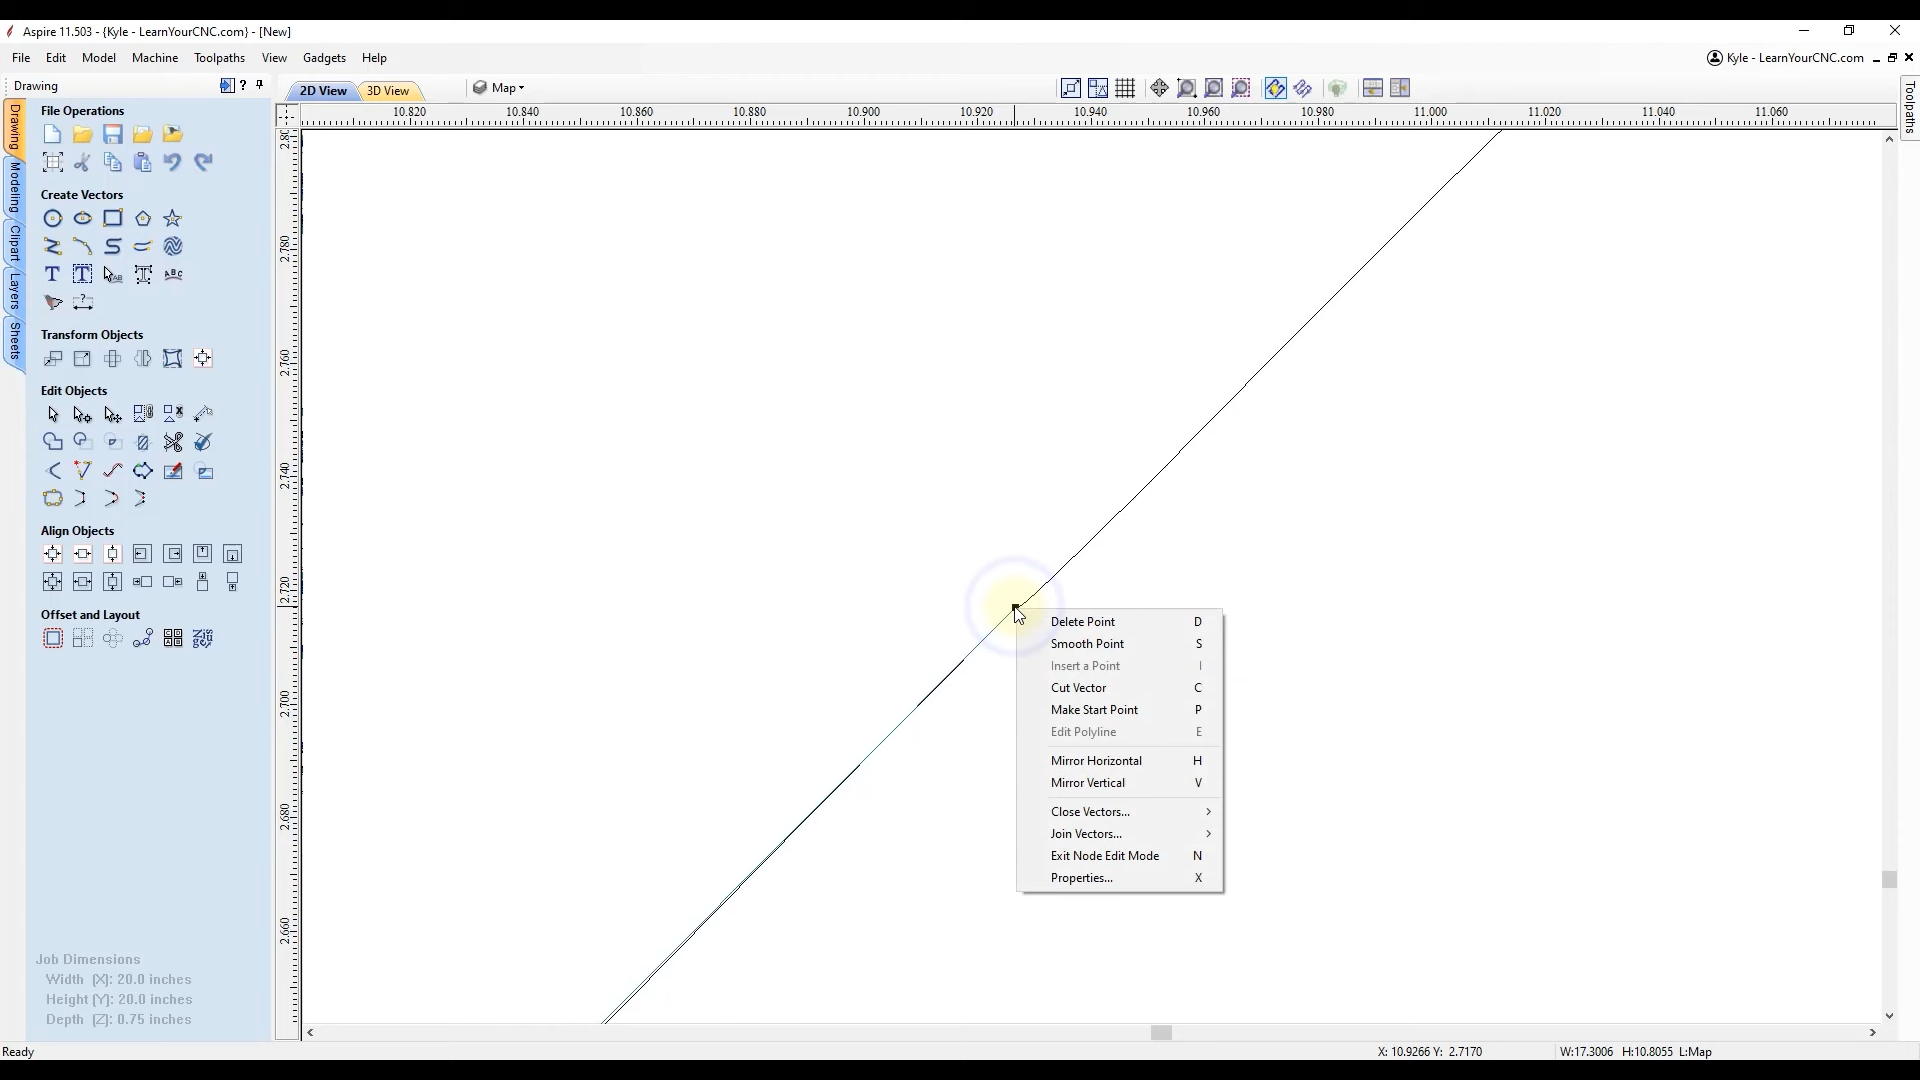 Aspire 11.503 - {Kyle - LearnYourCNC.com} - [New]
File Edit Model Machine Toolpaths View Gadgets Help
Kyle - LearnYourCNC.com
Drawing
?
2D View
3D View
Map
Toolpaths
10.820 10.840 10.860 10.880 10.900 10.920 10.940 10.960 10.980 11.000 11.020 11.040 11.060
Drawing
Modeling
Clipart
Layers
Sheets
File Operations
Create Vectors
Transform Objects
Edit Objects
Align Objects
Offset and Layout
2.780
2.760
2.740
2.720
2.700
2.680
2.660
Delete Point D
Smooth Point S
Insert a Point I
Cut Vector C
Make Start Point P
Edit Polyline E
Mirror Horizontal H
Mirror Vertical V
Close Vectors...
Join Vectors...
Exit Node Edit Mode N
Properties... X
Job Dimensions
Width (X): 20.0 inches
Height (Y): 20.0 inches
Depth (Z): 0.75 inches
Ready
X: 10.9266 Y: 2.7170
W:17.3006 H:10.8055 L:Map